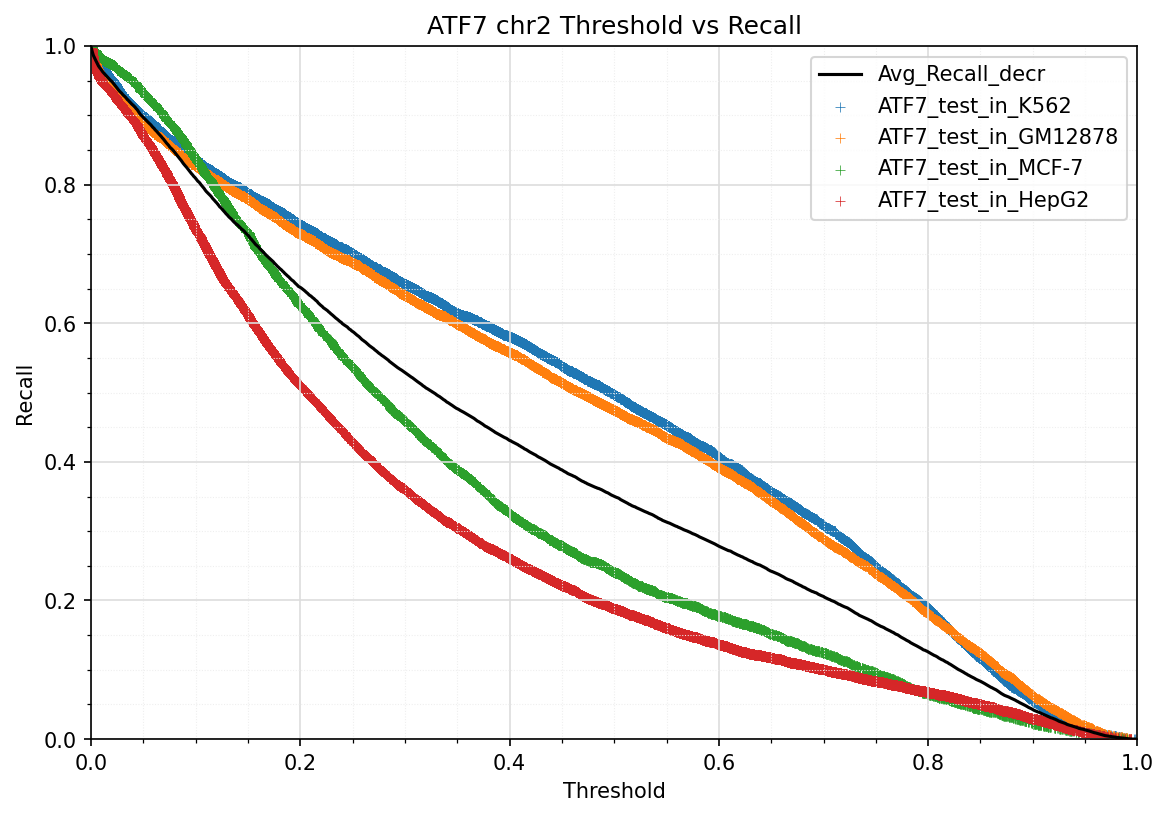 ATF7 chr2 Threshold vs Recall
1.0
0.8
0.6
0.4
0.2
0.0
Recall
Avg_Recall_decr
ATF7_test_in_K562
ATF7_test_in_GM12878
ATF7_test_in_MCF-7
ATF7_test_in_HepG2
0.0 0.2 0.4 0.6 0.8 1.0
Threshold